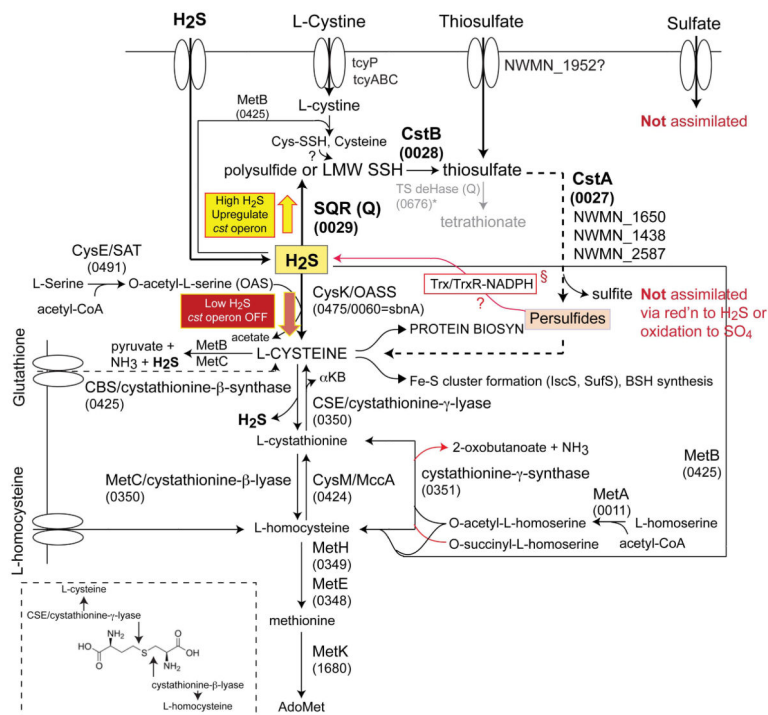 H2S
L-Cystine
Thiosulfate
Sulfate
tcyP
tcyABC
NWMN_1952?
MetB
(0425)
L-cystine
Not assimilated
Cys-SSH, Cysteine
?
CstB
(0028)
polysulfide or LMW SSH
thiosulfate
CstA
(0027)
NWMN_1650
NWMN_1438
NWMN_2587
TS deHase (Q)
(0676)*
tetrathionate
High H2S
Upregulate
cst operon
SQR (Q)
(0029)
H2S
CysE/SAT
(0491)
L-Serine
O-acetyl-L-serine (OAS)
acetyl-CoA
Low H2S
cst operon OFF
CysK/OASS
(0475/0060=sbnA)
Trx/TrxR-NADPH
§
?
sulfite
Persulfides
Not assimilated
via red'n to H2S or
oxidation to SO4
acetate
PROTEIN BIOSYN
pyruvate +
NH3 + H2S
MetB
MetC
L-CYSTEINE
Glutathione
αKB
Fe-S cluster formation (IscS, SufS), BSH synthesis
CBS/cystathionine-β-synthase
(0425)
CSE/cystathionine-γ-lyase
(0350)
H2S
L-cystathionine
2-oxobutanoate + NH3
MetB
(0425)
MetC/cystathionine-β-lyase
(0350)
CysM/MccA
(0424)
cystathionine-γ-synthase
(0351)
MetA
(0011)
L-homocysteine
L-homocysteine
O-acetyl-L-homoserine
L-homoserine
O-succinyl-L-homoserine
acetyl-CoA
MetH
(0349)
MetE
(0348)
methionine
MetK
(1680)
AdoMet
L-cysteine
CSE/cystathionine-γ-lyase
NH2
HO
O
S
O
OH
NH2
cystathionine-β-lyase
L-homocysteine